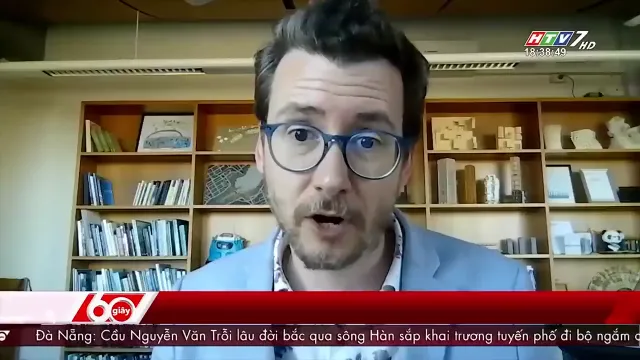 HTV7 HD
18:38:49
60 giây
Đà Nẵng: Cầu Nguyễn Văn Trỗi lâu đời bắc qua sông Hàn sắp khai trương tuyến phố đi bộ ngắm